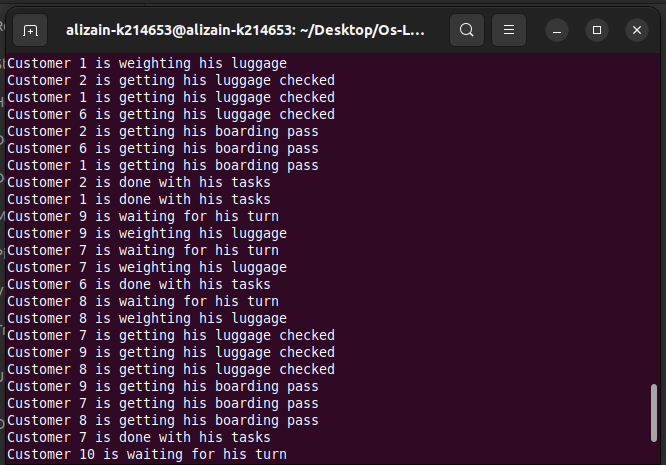 alizain-k214653@alizain-k214653: ~/Desktop/Os-L...
Customer 1 is weighting his luggage
Customer 2 is getting his luggage checked
Customer 1 is getting his luggage checked
Customer 6 is getting his luggage checked
Customer 2 is getting his boarding pass
Customer 6 is getting his boarding pass
Customer 1 is getting his boarding pass
Customer 2 is done with his tasks
Customer 1 is done with his tasks
Customer 9 is waiting for his turn
Customer 9 is weighting his luggage
Customer 7 is waiting for his turn
Customer 7 is weighting his luggage
Customer 6 is done with his tasks
Customer 8 is waiting for his turn
Customer 8 is weighting his luggage
Customer 7 is getting his luggage checked
Customer 9 is getting his luggage checked
Customer 8 is getting his luggage checked
Customer 9 is getting his boarding pass
Customer 7 is getting his boarding pass
Customer 8 is getting his boarding pass
Customer 7 is done with his tasks
Customer 10 is waiting for his turn